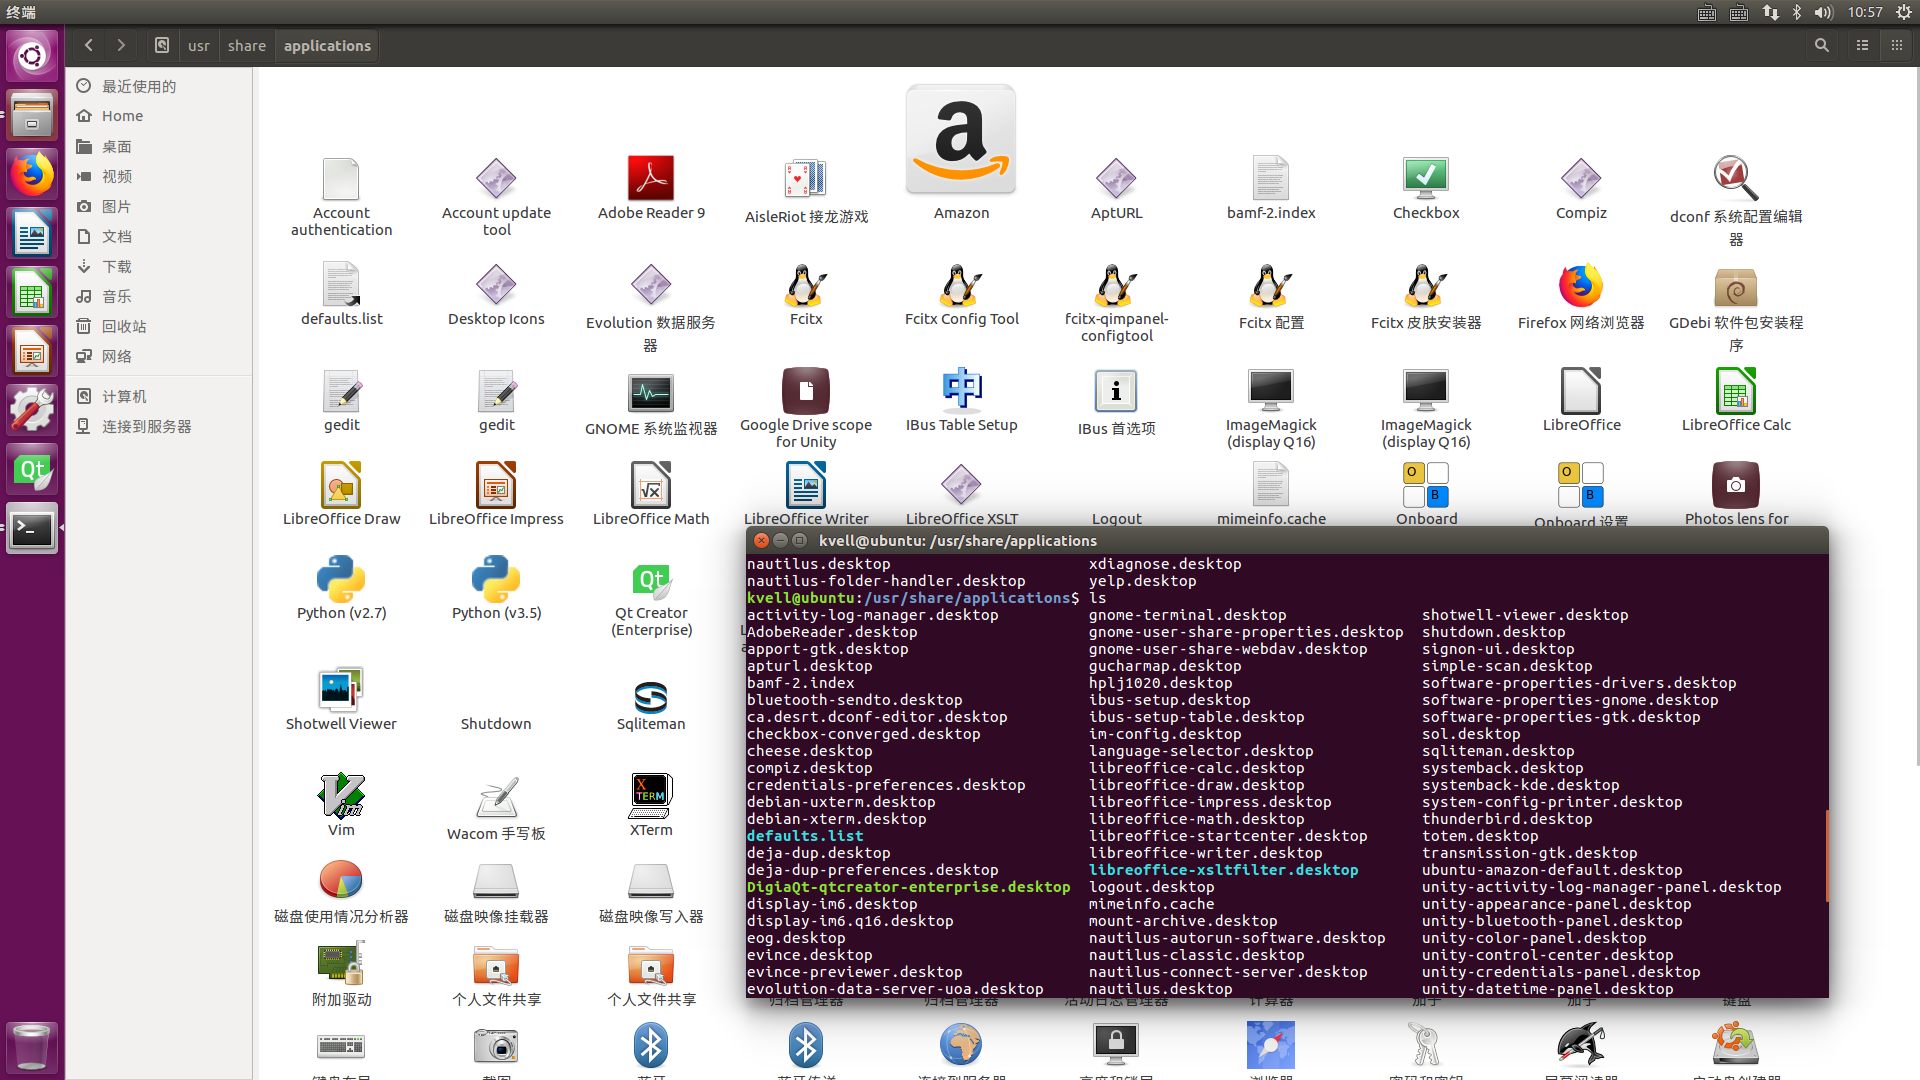 终端
10:57
usr
share
applications
最近使用的
Home
桌面
视频
图片
文档
下载
音乐
回收站
网络
计算机
连接到服务器
Account authentication
Account update tool
Adobe Reader 9
AisleRiot 接龙游戏
Amazon
AptURL
bamf-2.index
Checkbox
Compiz
dconf 系统配置编辑器
defaults.list
Desktop Icons
Evolution 数据服务器
Fcitx
Fcitx Config Tool
fcitx-qimpanel-configtool
Fcitx 配置
Fcitx 皮肤安装器
Firefox 网络浏览器
GDebi 软件包安装程序
gedit
gedit
GNOME 系统监视器
Google Drive scope for Unity
IBus Table Setup
IBus 首选项
ImageMagick (display Q16)
ImageMagick (display Q16)
LibreOffice
LibreOffice Calc
LibreOffice Draw
LibreOffice Impress
LibreOffice Math
LibreOffice Writer
LibreOffice XSLT
Logout
mimeinfo.cache
Onboard
Onboard 设置
Photos lens for
Python (v2.7)
Python (v3.5)
Qt Creator (Enterprise)
Shotwell Viewer
Shutdown
Sqliteman
Vim
Wacom 手写板
XTerm
磁盘使用情况分析器
磁盘映像挂载器
磁盘映像写入器
附加驱动
个人文件共享
个人文件共享
kvell@ubuntu: /usr/share/applications
nautilus.desktop xdiagnose.desktop
nautilus-folder-handler.desktop yelp.desktop
kvell@ubuntu:/usr/share/applications$ ls
activity-log-manager.desktop gnome-terminal.desktop shotwell-viewer.desktop
AdobeReader.desktop gnome-user-share-properties.desktop shutdown.desktop
apport-gtk.desktop gnome-user-share-webdav.desktop signon-ui.desktop
apturl.desktop gucharmap.desktop simple-scan.desktop
bamf-2.index hplj1020.desktop software-properties-drivers.desktop
bluetooth-sendto.desktop ibus-setup.desktop software-properties-gnome.desktop
ca.desrt.dconf-editor.desktop ibus-setup-table.desktop software-properties-gtk.desktop
checkbox-converged.desktop im-config.desktop sol.desktop
cheese.desktop language-selector.desktop sqliteman.desktop
compiz.desktop libreoffice-calc.desktop systemback.desktop
credentials-preferences.desktop libreoffice-draw.desktop systemback-kde.desktop
debian-uxterm.desktop libreoffice-impress.desktop system-config-printer.desktop
debian-xterm.desktop libreoffice-math.desktop thunderbird.desktop
defaults.list libreoffice-startcenter.desktop totem.desktop
deja-dup.desktop libreoffice-writer.desktop transmission-gtk.desktop
deja-dup-preferences.desktop libreoffice-xsltfilter.desktop ubuntu-amazon-default.desktop
DigiaQt-qtcreator-enterprise.desktop logout.desktop unity-activity-log-manager-panel.desktop
display-im6.desktop mimeinfo.cache unity-appearance-panel.desktop
display-im6.q16.desktop mount-archive.desktop unity-bluetooth-panel.desktop
eog.desktop nautilus-autorun-software.desktop unity-color-panel.desktop
evince.desktop nautilus-classic.desktop unity-control-center.desktop
evince-previewer.desktop nautilus-connect-server.desktop unity-credentials-panel.desktop
evolution-data-server-uoa.desktop nautilus.desktop unity-datetime-panel.desktop